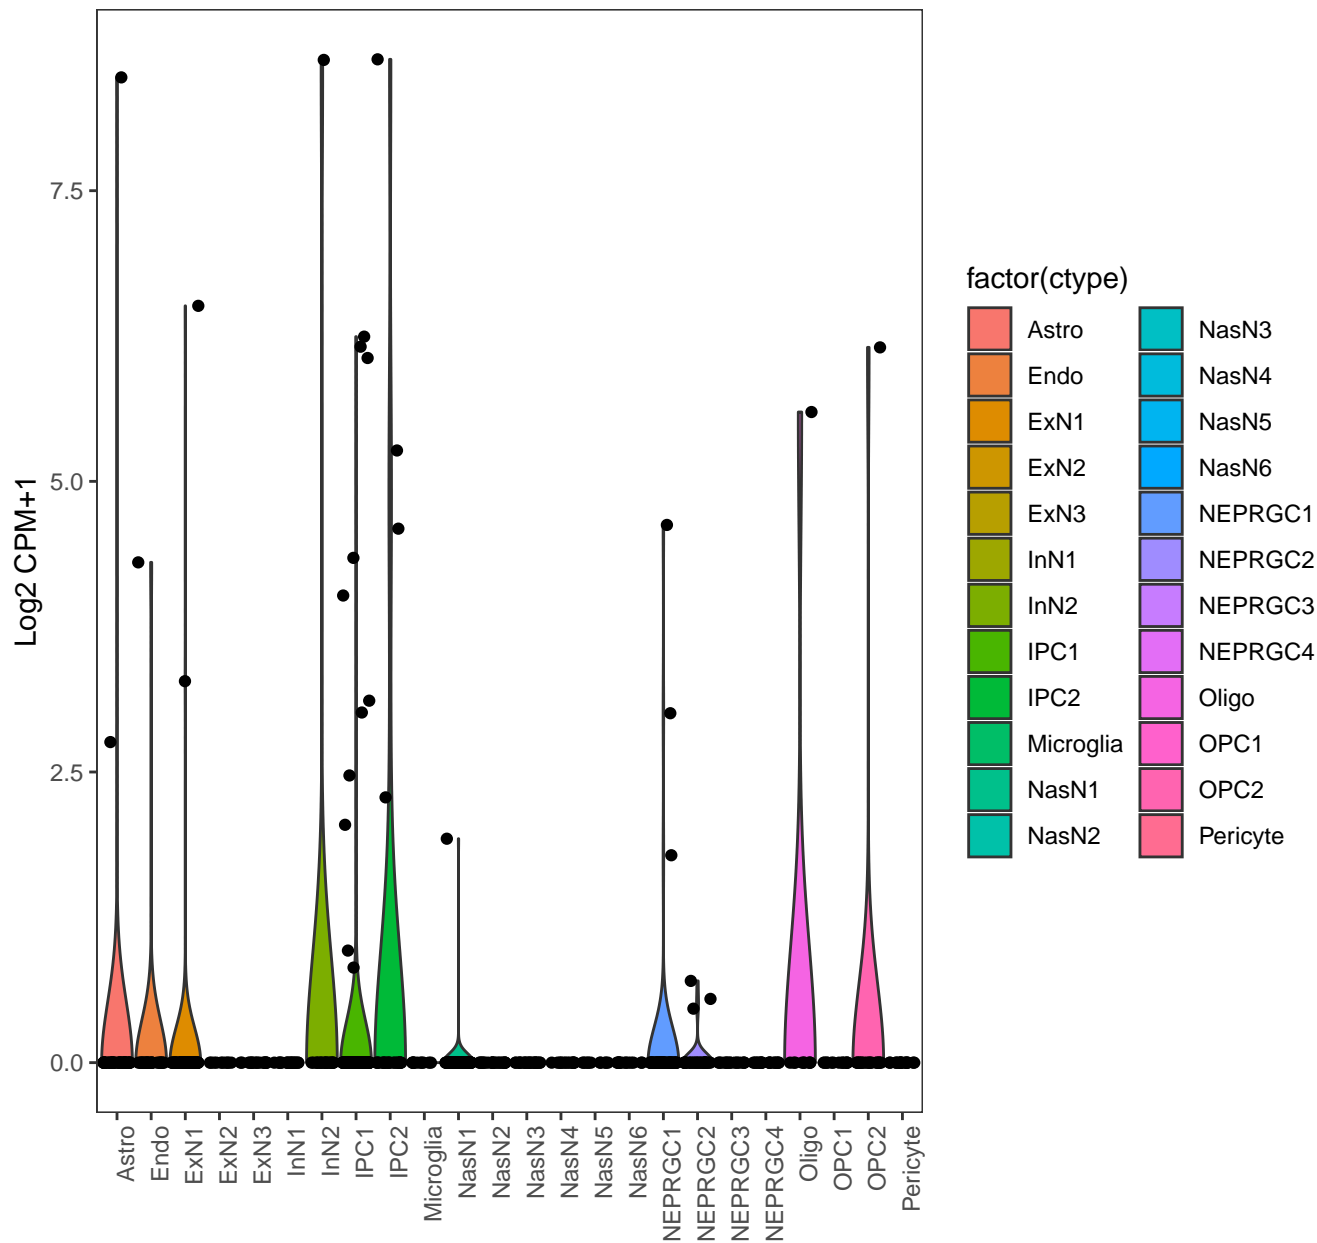 7.5
5.0
2.5
0.0
Log2 CPM+1
Astro
Endo
ExN1
ExN2
ExN3
InN1
InN2
IPC1
IPC2
Microglia
NasN1
NasN2
NasN3
NasN4
NasN5
NasN6
NEPRGC1
NEPRGC2
NEPRGC3
NEPRGC4
Oligo
OPC1
OPC2
Pericyte
factor(ctype)
Astro
Endo
ExN1
ExN2
ExN3
InN1
InN2
IPC1
IPC2
Microglia
NasN1
NasN2
NasN3
NasN4
NasN5
NasN6
NEPRGC1
NEPRGC2
NEPRGC3
NEPRGC4
Oligo
OPC1
OPC2
Pericyte